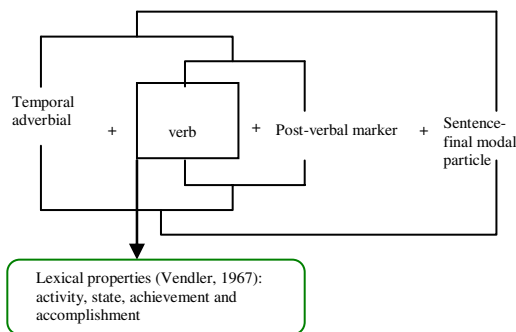 Temporal
adverbial
+
verb
+
Post-verbal marker
+
Sentence-
final modal
particle
Lexical properties (Vendler, 1967):
activity, state, achievement and
accomplishment